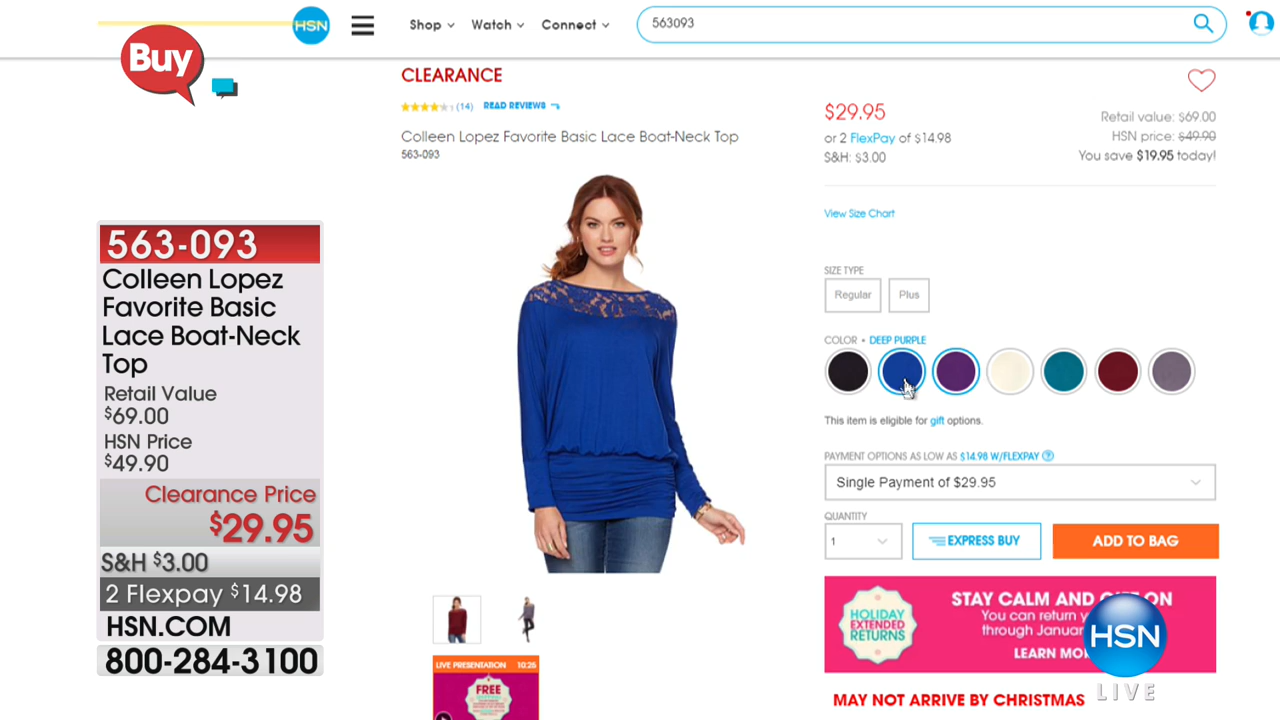 Buy
563-093
Colleen Lopez
Favorite Basic
Lace Boat-Neck
Top
Retail Value
$69.00
HSN Price
$49.90
Clearance Price
$29.95
S&H $3.00
2 Flexpay $14.98
HSN.COM
800-284-3100
HSN
Shop
Watch
Connect
563093
CLEARANCE
(14) READ REVIEWS
Colleen Lopez Favorite Basic Lace Boat-Neck Top
563-093
LIVE PRESENTATION 10:25
FREE
$29.95
or 2 FlexPay of $14.98
S&H: $3.00
Retail value: $69.00
HSN price: $49.90
You save $19.95 today!
View Size Chart
SIZE TYPE
Regular
Plus
COLOR • DEEP PURPLE
This item is eligible for gift options.
PAYMENT OPTIONS AS LOW AS $14.98 W/FLEXPAY ?
Single Payment of $29.95
QUANTITY
1
EXPRESS BUY
ADD TO BAG
HOLIDAY
EXTENDED
RETURNS
STAY CALM AND ON
You can return
through
LEARN
MAY NOT ARRIVE BY CHRISTMAS
HSN
LIVE